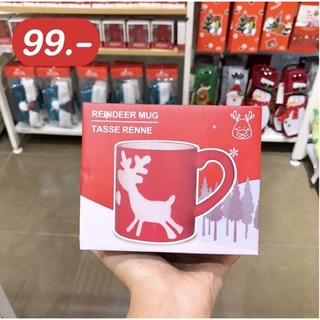 99.-
REINDEER MUG
TASSE RENNE